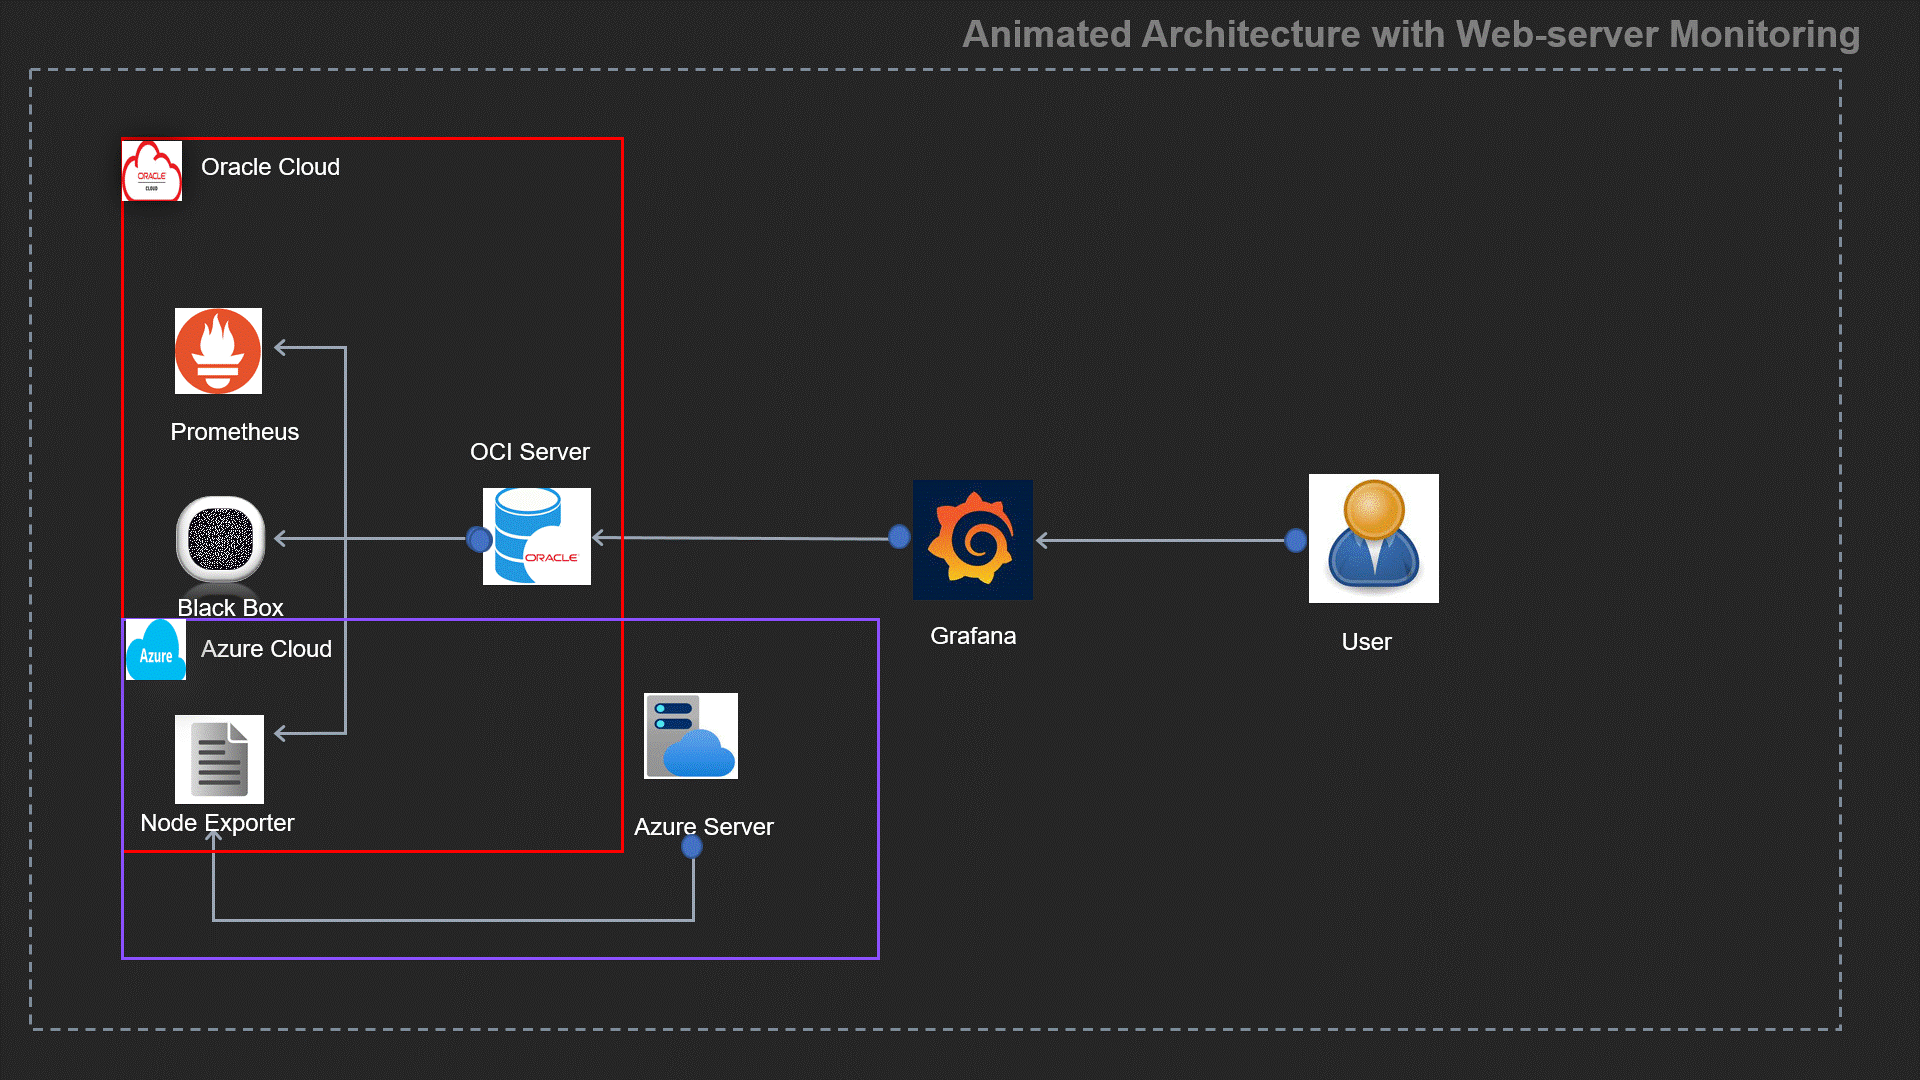 Animated Architecture with Web-server Monitoring
ORACLE
CLOUD
Oracle Cloud
Prometheus
OCI Server
ORACLE
Black Box
Azure
Azure Cloud
Grafana
User
Node Exporter
Azure Server